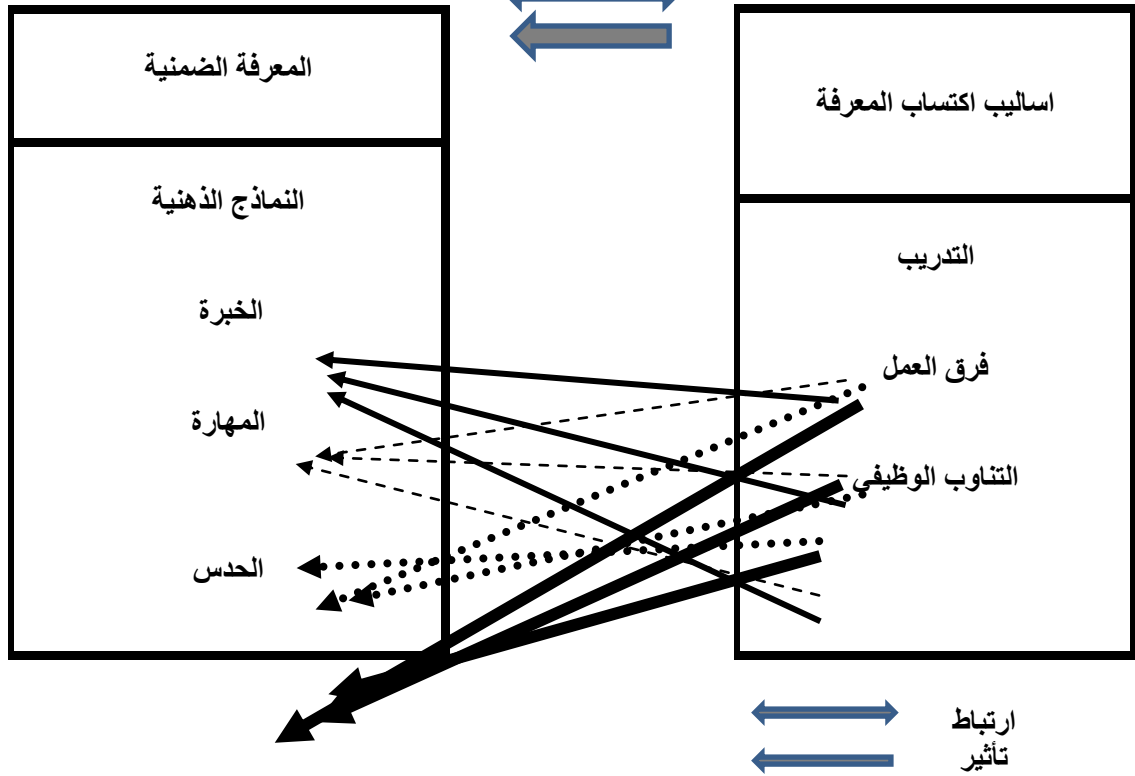 اساليب اكتساب المعرفة
التدريب
فرق العمل
التناوب الوظيفي
المعرفة الضمنية
النماذج الذهنية
الخبرة
المهارة
الحدس
ارتباط
تأثير